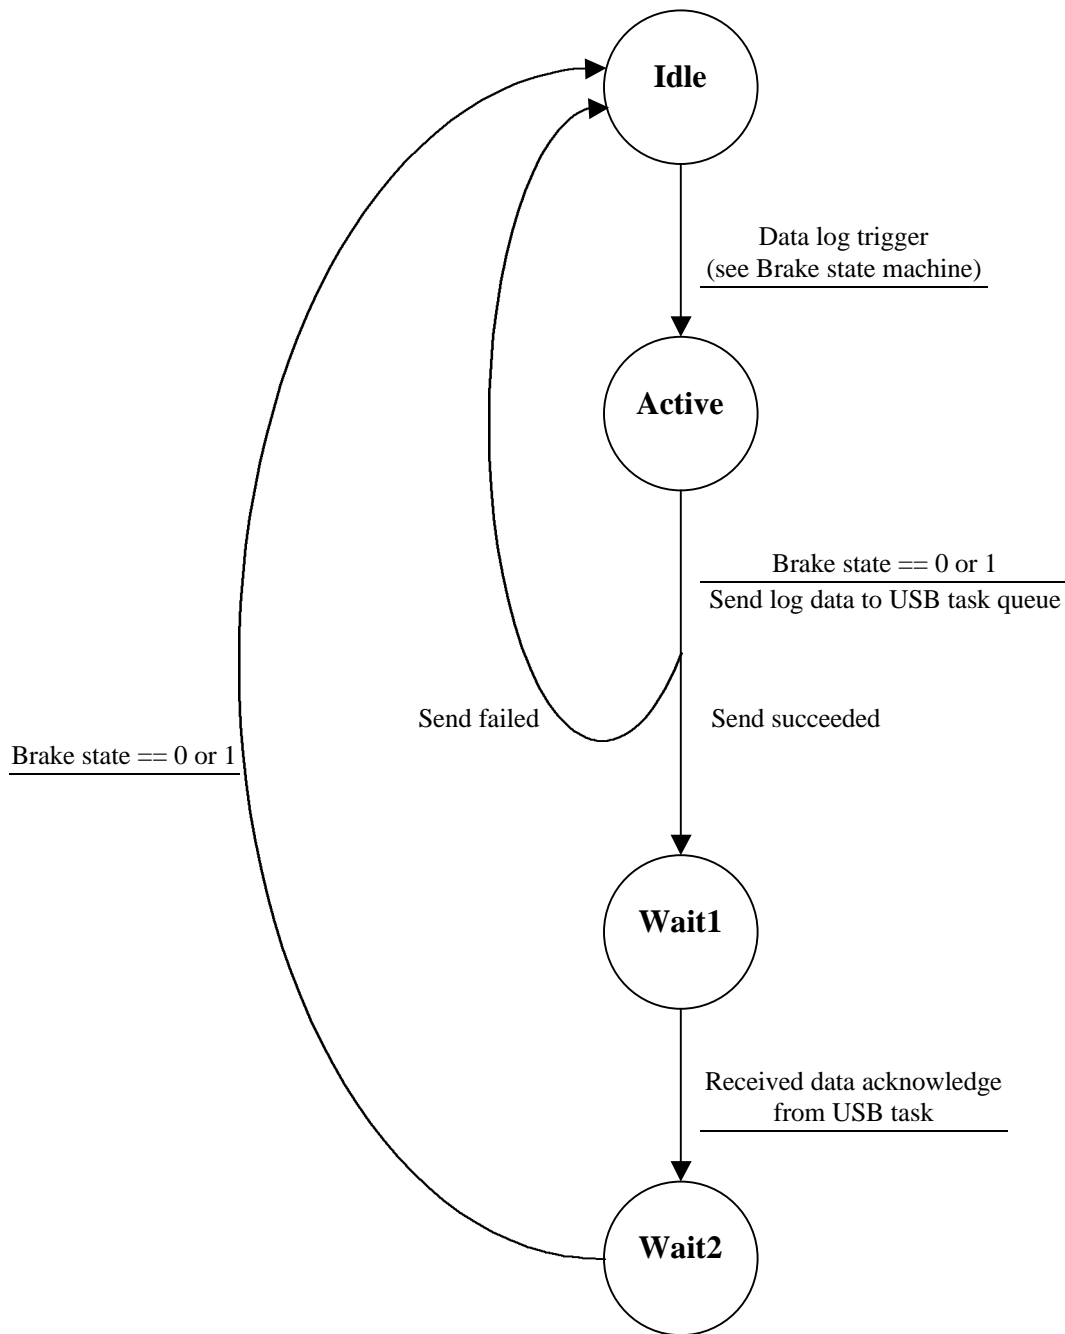 Idle
Data log trigger
(see Brake state machine)
Active
Brake state == 0 or 1
Send log data to USB task queue
Send failed
Send succeeded
Brake state == 0 or 1
Wait1
Received data acknowledge
from USB task
Wait2